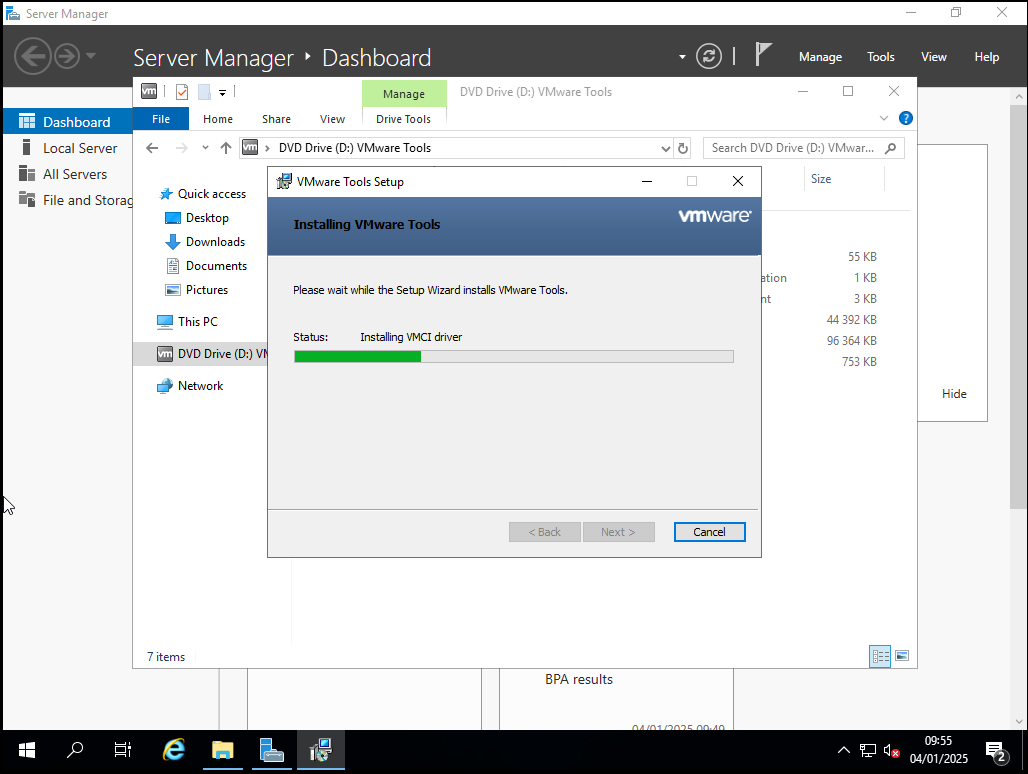 Server Manager
Server Manager Dashboard
Manage Tools View Help
vm
Manage
DVD Drive (D:) VMware Tools
File Home Share View Drive Tools
vm DVD Drive (D:) VMware Tools
Search DVD Drive (D:) VMwar...
Dashboard
Local Server
All Servers
File and Storag
Quick access
Desktop
Downloads
Documents
Pictures
This PC
vm DVD Drive (D:) VM
Network
VMware Tools Setup
Installing VMware Tools
vmware
Please wait while the Setup Wizard installs VMware Tools.
Status: Installing VMCI driver
< Back Next > Cancel
Size
55 KB
ation 1 KB
nt 3 KB
44 392 KB
96 364 KB
753 KB
Hide
7 items
BPA results
04/01/2025 09:49
09:55
04/01/2025
2